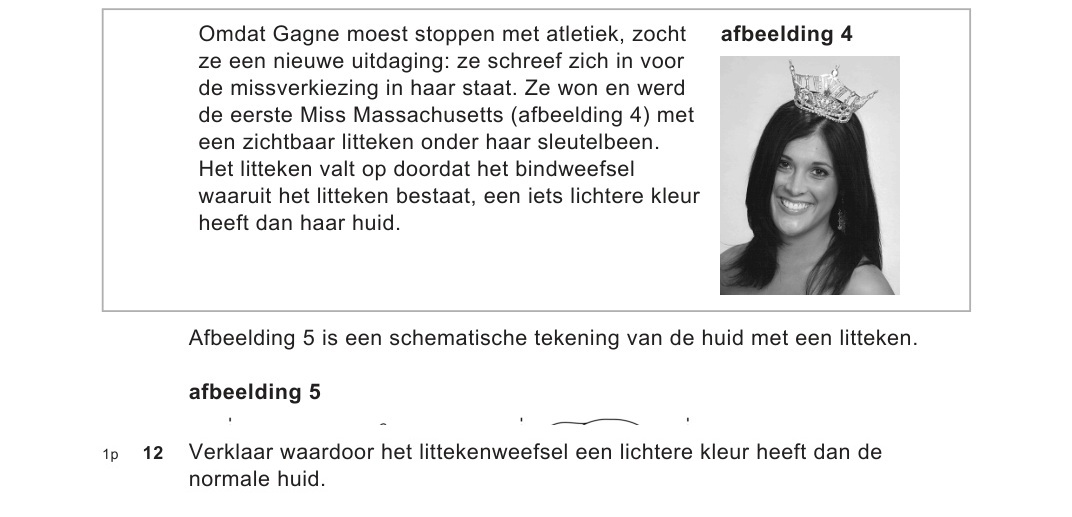 Omdat Gagne moest stoppen met atletiek, zocht
ze een nieuwe uitdaging: ze schreef zich in voor
de missverkiezing in haar staat. Ze won en werd
de eerste Miss Massachusetts (afbeelding 4) met
een zichtbaar litteken onder haar sleutelbeen.
Het litteken valt op doordat het bindweefsel
waaruit het litteken bestaat, een iets lichtere kleur
heeft dan haar huid.
afbeelding 4
Afbeelding 5 is een schematische tekening van de huid met een litteken.
afbeelding 5
1p 12 Verklaar waardoor het littekenweefsel een lichtere kleur heeft dan de
normale huid.